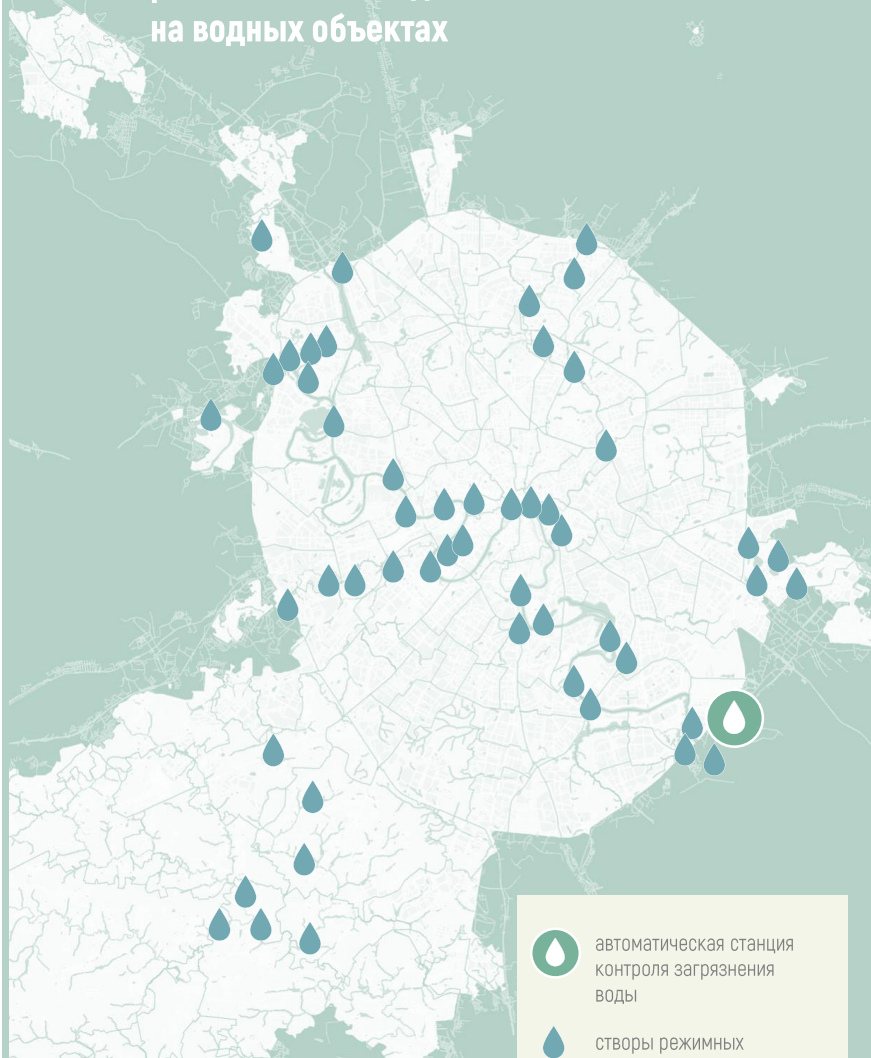 на водных объектах
автоматическая станция
контроля загрязнения
воды
створы режимных